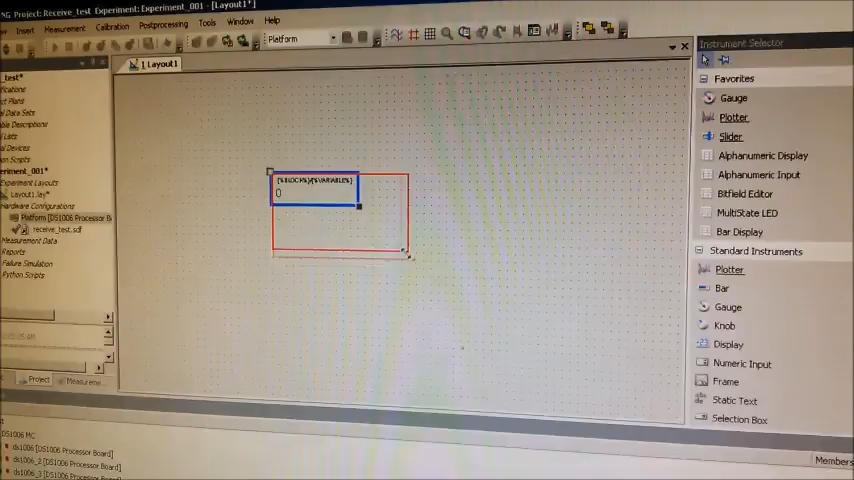 NG Project: Receive_test Experiment: Experiment_001 - [Layout1*]
Insert Measurement Calibration Postprocessing Tools Window Help
Platform
1 Layout1
_test*
Experiment Layouts
Layout1.lay*
Hardware Configurations
Platform [DS1006 Processor B
receive_test.sdf
Measurement Data
Reports
Failure Simulation
Python Scripts
Project
{%BLOCK%}/{%VARIABLE%}
0
Instrument Selector
Favorites
Gauge
Plotter
Slider
Alphanumeric Display
Alphanumeric Input
Bitfield Editor
MultiState LED
Bar Display
Standard Instruments
Plotter
Bar
Gauge
Knob
Display
Numeric Input
Frame
Static Text
Selection Box
Members
DS1006 MC
ds1006 [DS1006 Processor Board]
ds1006_2 [DS1006 Processor Board]
ds1006_3 [DS1006 Processor Board]